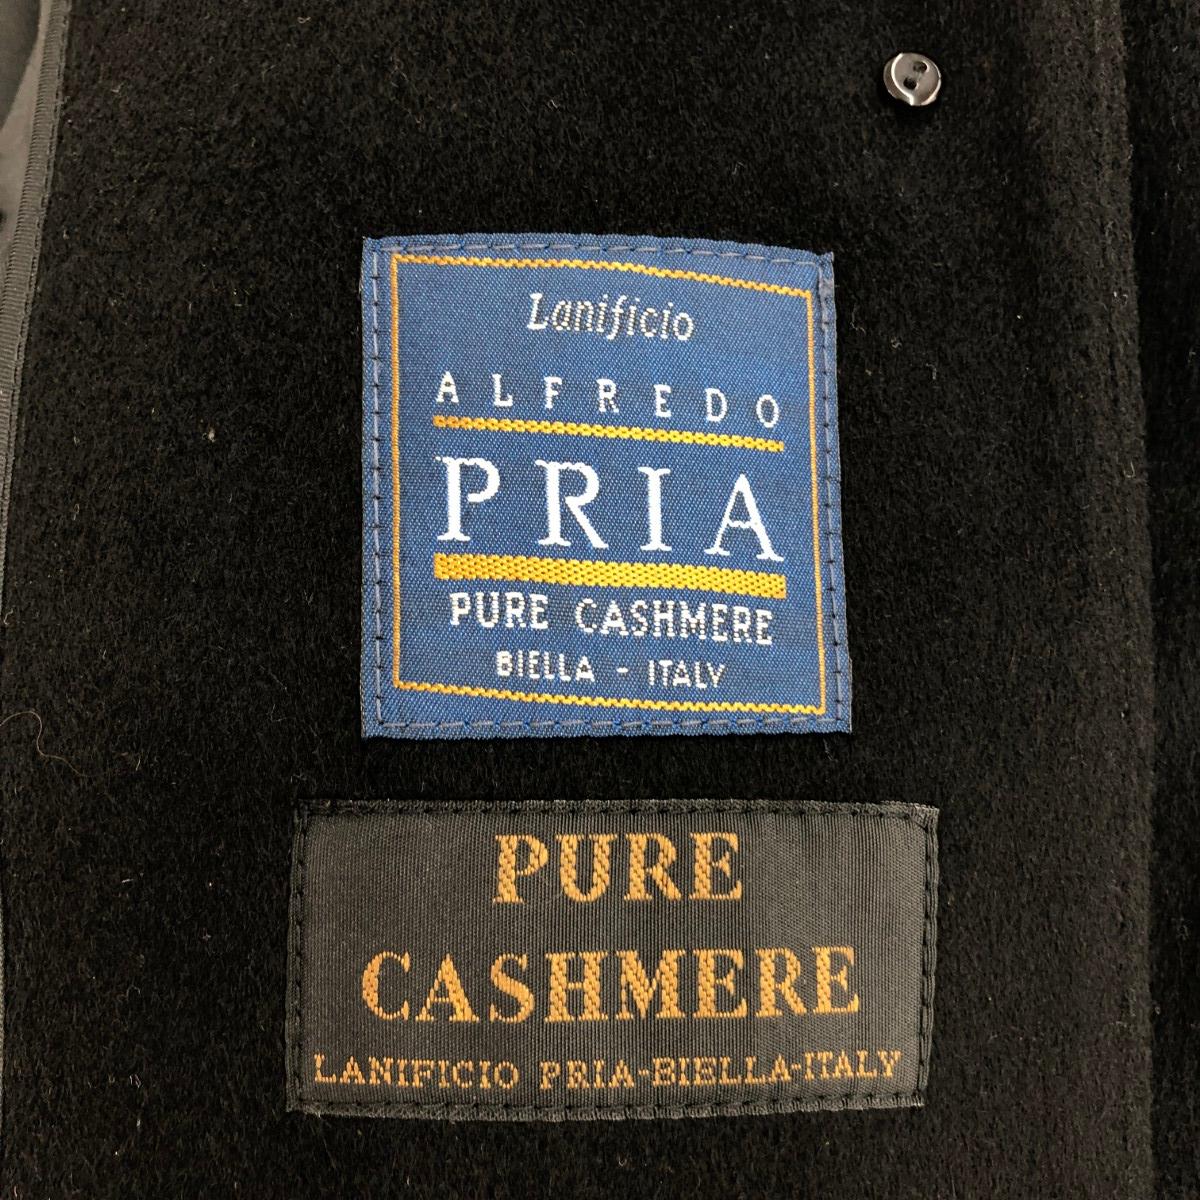 Lanificio
ALFREDO
PRIA
PURE CASHMERE
BIELLA - ITALY
PURE
CASHMERE
LANIFICIO PRIA-BIELLA-ITALY